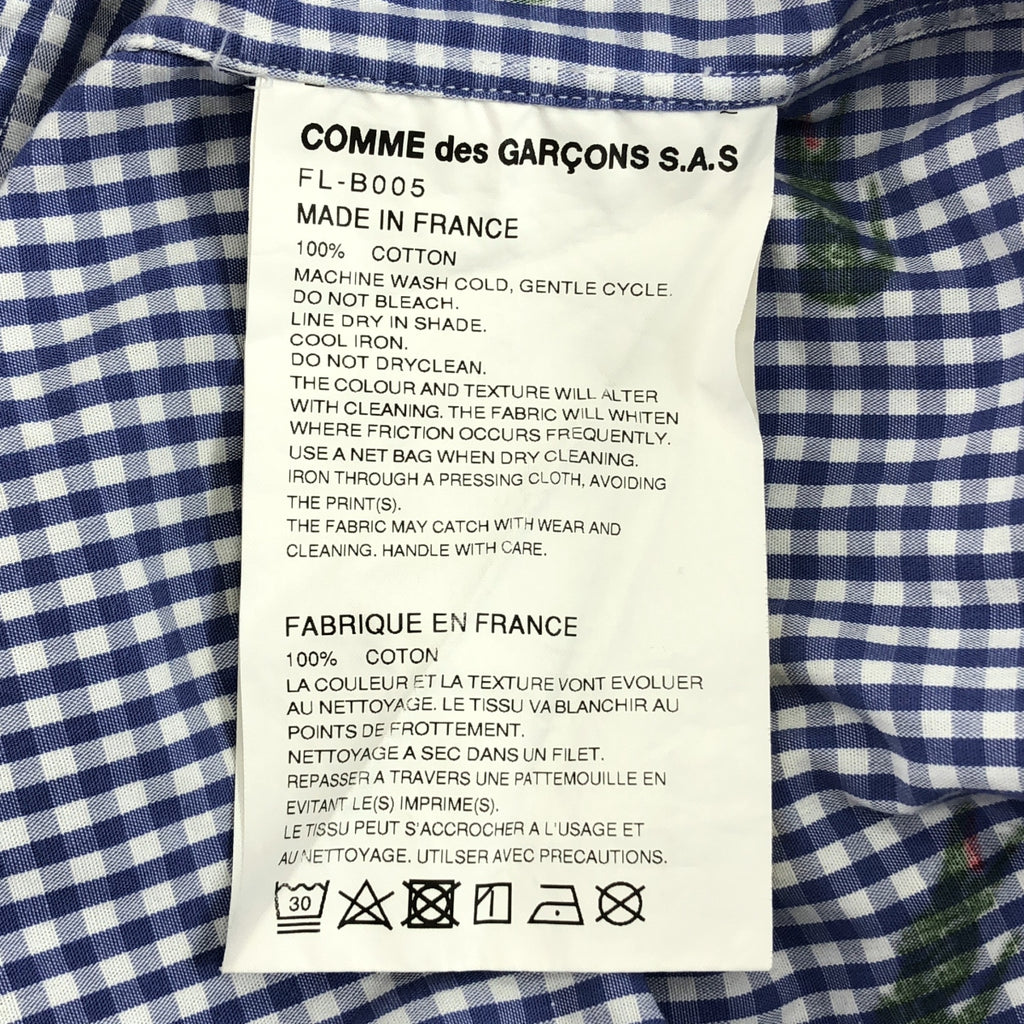 COMME des GARÇONS S.A.S
FL-B005
MADE IN FRANCE
100% COTTON
MACHINE WASH COLD, GENTLE CYCLE.
DO NOT BLEACH.
LINE DRY IN SHADE.
COOL IRON.
DO NOT DRYCLEAN.
THE COLOUR AND TEXTURE WILL ALTER
WITH CLEANING. THE FABRIC WILL WHITEN
WHERE FRICTION OCCURS FREQUENTLY.
USE A NET BAG WHEN DRY CLEANING.
IRON THROUGH A PRESSING CLOTH, AVOIDING
THE PRINT(S).
THE FABRIC MAY CATCH WITH WEAR AND
CLEANING. HANDLE WITH CARE.
FABRIQUE EN FRANCE
100% COTON
LA COULEUR ET LA TEXTURE VONT EVOLUER
AU NETTOYAGE. LE TISSU VA BLANCHIR AU
POINTS DE FROTTEMENT.
NETTOYAGE A SEC DANS UN FILET.
REPASSER A TRAVERS UNE PATTEMOUILLE EN
EVITANT LE(S) IMPRIME(S).
LE TISSU PEUT S'ACCROCHER A L'USAGE ET
AU NETTOYAGE. UTILSER AVEC PRECAUTIONS.
30